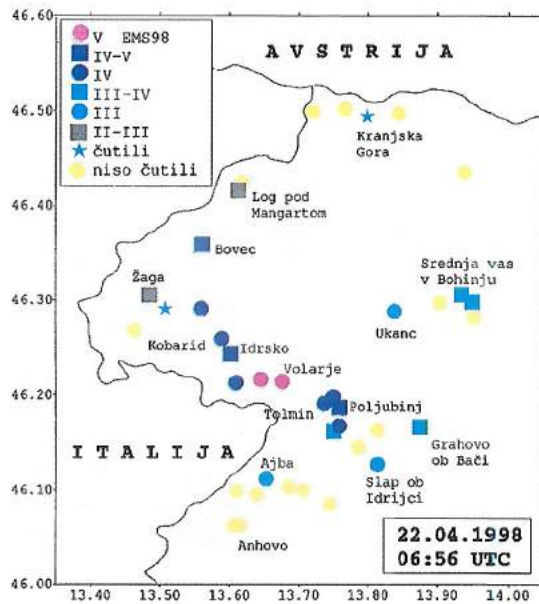 46.60
46.50
46.40
46.30
46.20
46.10
46.00
V EMS98
IV-V
IV
III-IV
III
II-III
čutili
niso čutili
AVSTRIJA
Kranjska
Gora
Log pod
Mangartom
Bovec
Žaga
Srednja vas
v Bohinju
Kobarid
Ukanc
Idrsko
Volarje
Tolmin
Poljubinj
ITALIJA
Grahovo
ob Bači
Ajba
Slap ob
Idrijci
Anhovo
22.04.1998
06:56 UTC
13.40 13.50 13.60 13.70 13.80 13.90 14.00